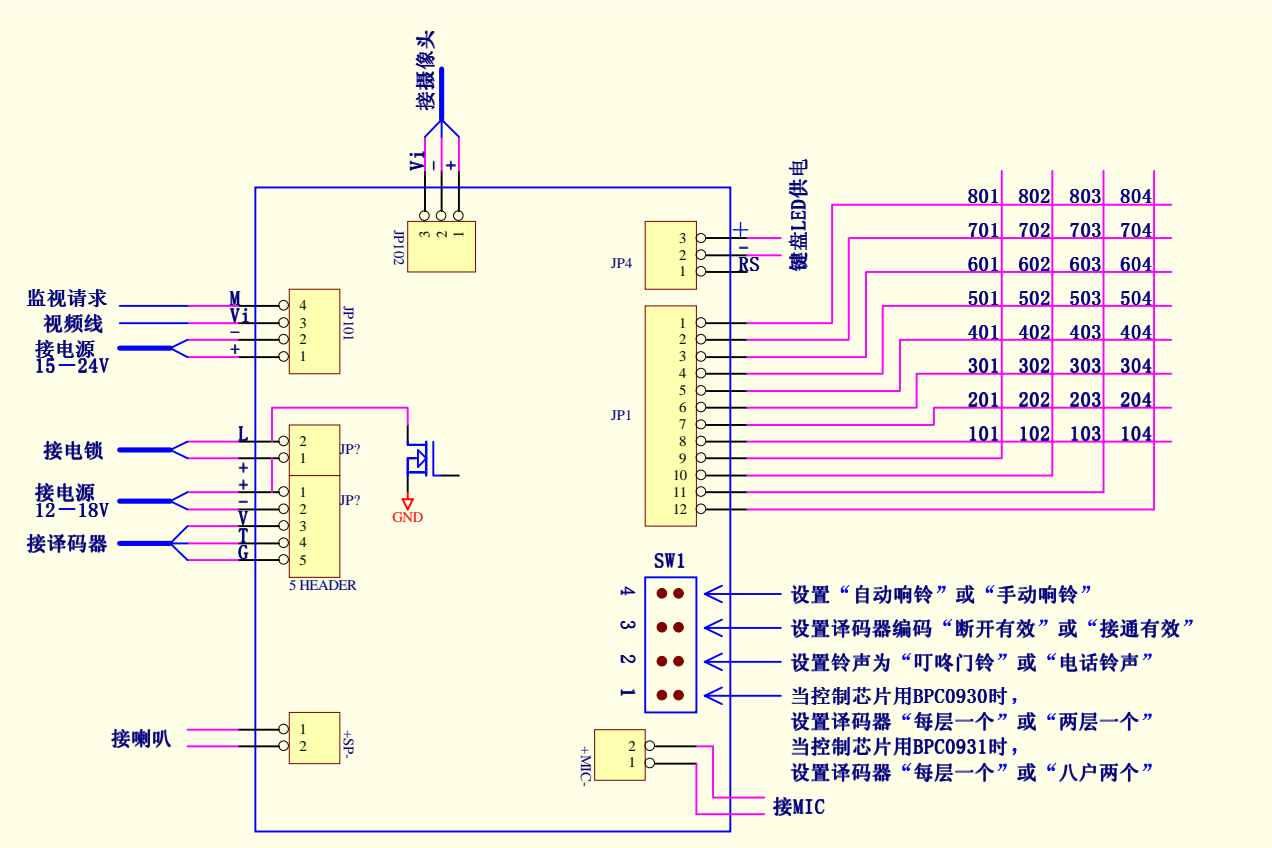 接摄像头
Vi
-
+
3
2
1
JP102
监视请求
M
4
视频线
Vi
3
接电源
15－24V
-
2
+
1
JP101
接电锁
L
2
+
1
JP?
接电源
12－18V
+
1
-
2
JP?
接译码器
V
3
T
4
G
5
5 HEADER
GND
接喇叭
1
2
+SP-
JP4
3
2
1
+
-
RS
键盘LED供电
JP1
1
2
3
4
5
6
7
8
9
10
11
12
801 802 803 804
701 702 703 704
601 602 603 604
501 502 503 504
401 402 403 404
301 302 303 304
201 202 203 204
101 102 103 104
SW1
4
设置“自动响铃”或“手动响铃”
3
设置译码器编码“断开有效”或“接通有效”
2
设置铃声为“叮咚门铃”或“电话铃声”
1
当控制芯片用BPC0930时，
设置译码器“每层一个”或“两层一个”
当控制芯片用BPC0931时，
设置译码器“每层一个”或“八户两个”
+MIC-
2
1
接MIC